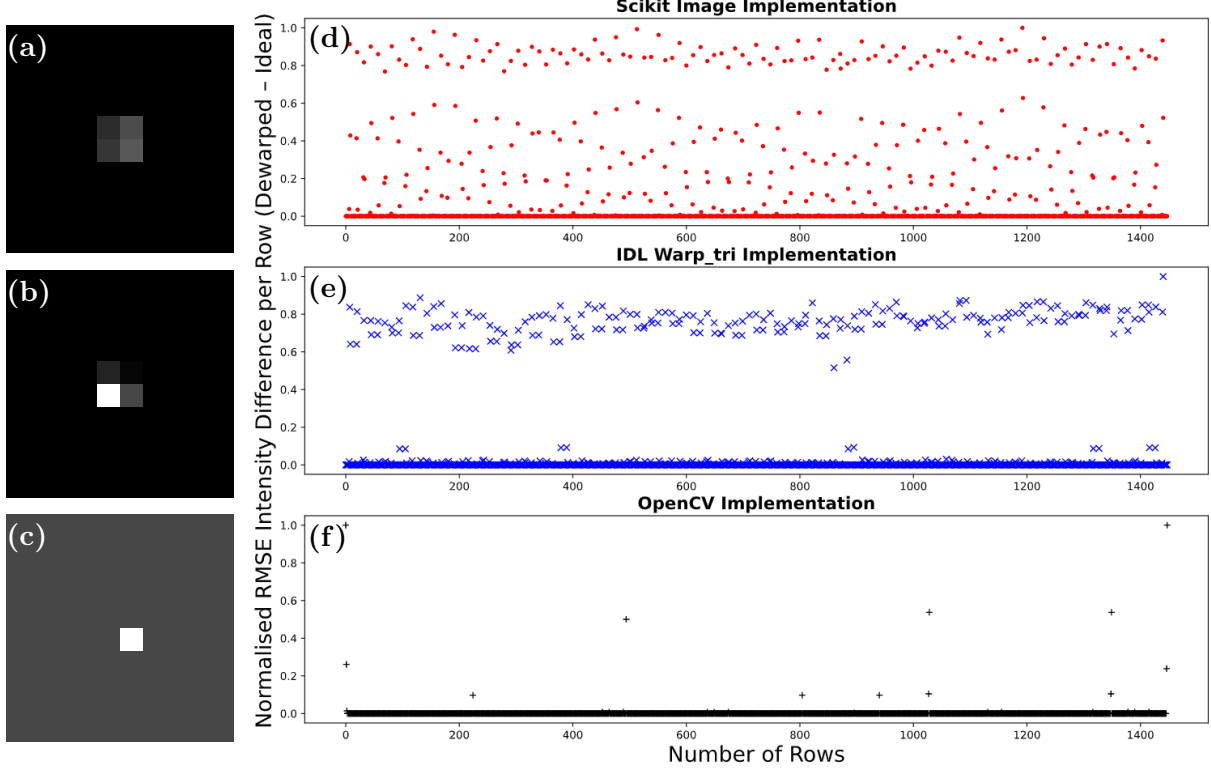 (a)
(b)
(c)
Normalised RMSE Intensity Difference per Row (Dewarped – Ideal)
Scikit Image Implementation
(d)
1.0
0.8
0.6
0.4
0.2
0.0
0 200 400 600 800 1000 1200 1400
IDL Warp_tri Implementation
(e)
1.0
0.8
0.6
0.4
0.2
0.0
0 200 400 600 800 1000 1200 1400
OpenCV Implementation
(f)
1.0
0.8
0.6
0.4
0.2
0.0
0 200 400 600 800 1000 1200 1400
Number of Rows